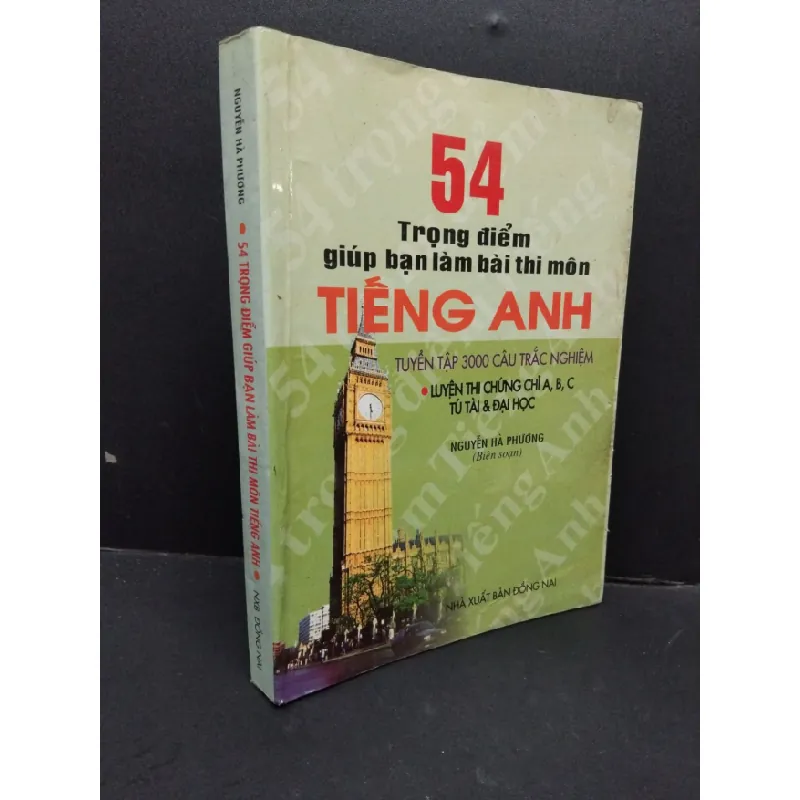 NGUYỄN HÀ PHƯƠNG • 54 TRỌNG ĐIỂM GIÚP BẠN LÀM BÀI THI MÔN TIẾNG ANH • NXB ĐỒNG NAI
54
Trọng điểm
giúp bạn làm bài thi môn
TIẾNG ANH
TUYỂN TẬP 3000 CÂU TRẮC NGHIỆM
• LUYỆN THI CHỨNG CHỈ A, B, C
TÚ TÀI & ĐẠI HỌC
NGUYỄN HÀ PHƯƠNG
(Biên soạn)
NHÀ XUẤT BẢN ĐỒNG NAI